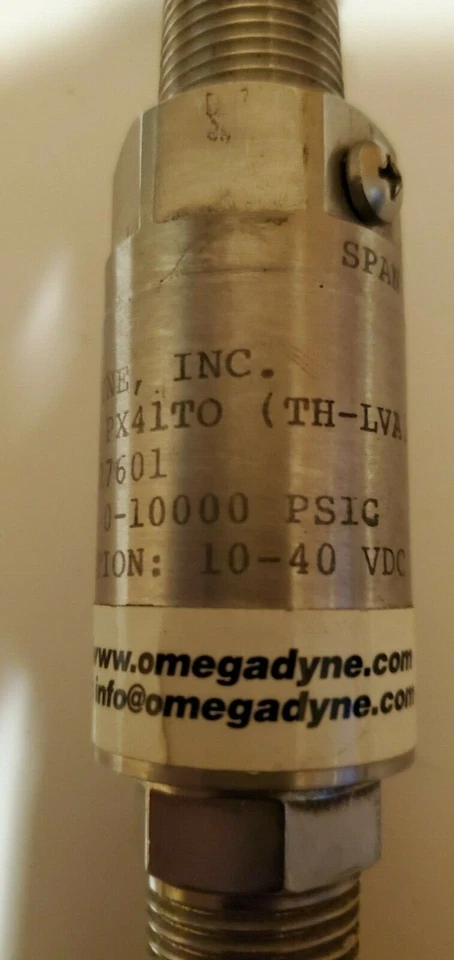 SPAN
NE, INC.
PX41TO (TH-LVA
7601
0-10000 PSIG
ION: 10-40 VDC
www.omegadyne.com
info@omegadyne.com